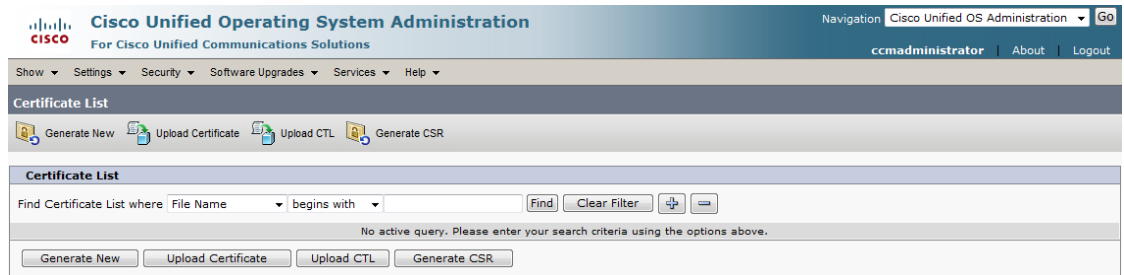 Cisco Unified Operating System Administration
For Cisco Unified Communications Solutions
CISCO
Navigation Cisco Unified OS Administration Go
ccmadministrator About Logout
Show Settings Security Software Upgrades Services Help
Certificate List
Generate New Upload Certificate Upload CTL Generate CSR
Certificate List
Find Certificate List where File Name begins with Find Clear Filter
No active query. Please enter your search criteria using the options above.
Generate New Upload Certificate Upload CTL Generate CSR